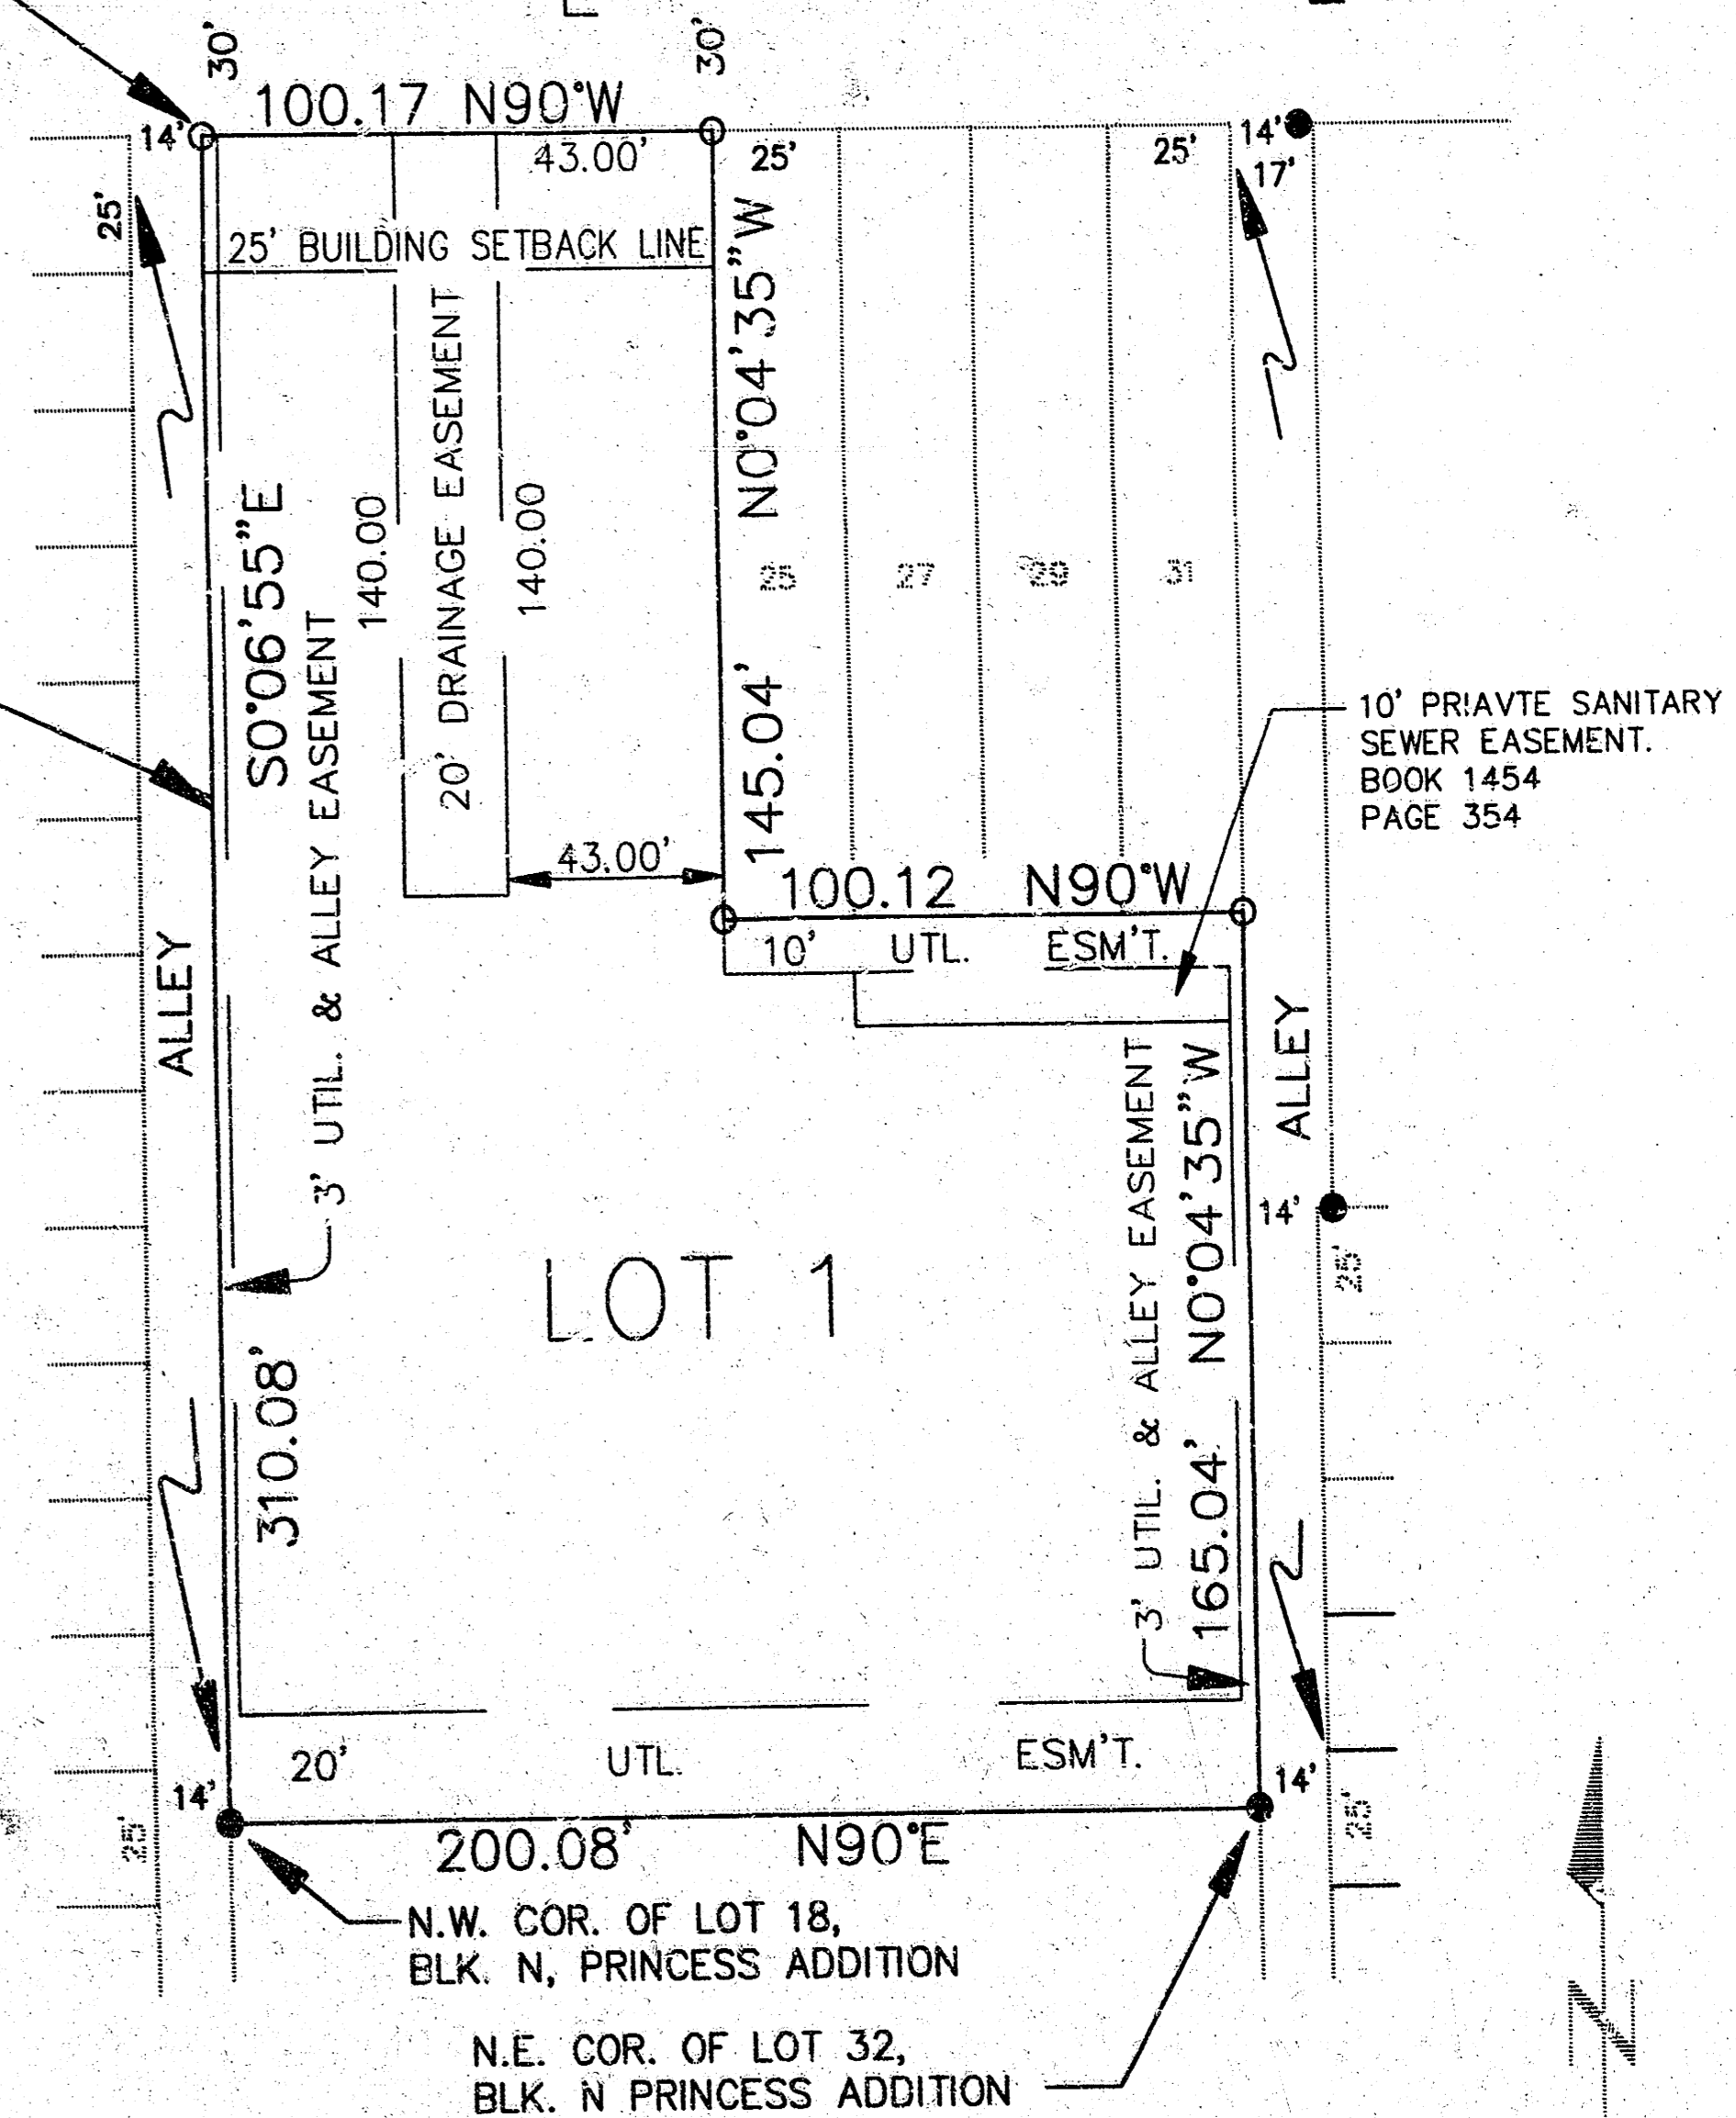 30'
30'
100.17 N90°W
14'
43.00'
25'
25'
14'
17'
25'
25' BUILDING SETBACK LINE
N0°04'35"W
145.04'
S0°06'55"E
310.08'
3' UTIL. & ALLEY EASEMENT
140.00
20' DRAINAGE EASEMENT
140.00
25
27
29
31
10' PRIAVTE SANITARY
SEWER EASEMENT.
BOOK 1454
PAGE 354
43.00'
100.12 N90°W
10' UTL. ESM'T.
ALLEY
ALLEY
3' UTIL. & ALLEY EASEMENT
165.04' N0°04'35"W
14'
25'
LOT 1
20' UTL. ESM'T.
14'
14'
25'
25'
200.08' N90°E
N.W. COR. OF LOT 18,
BLK. N, PRINCESS ADDITION
N.E. COR. OF LOT 32,
BLK. N PRINCESS ADDITION
N